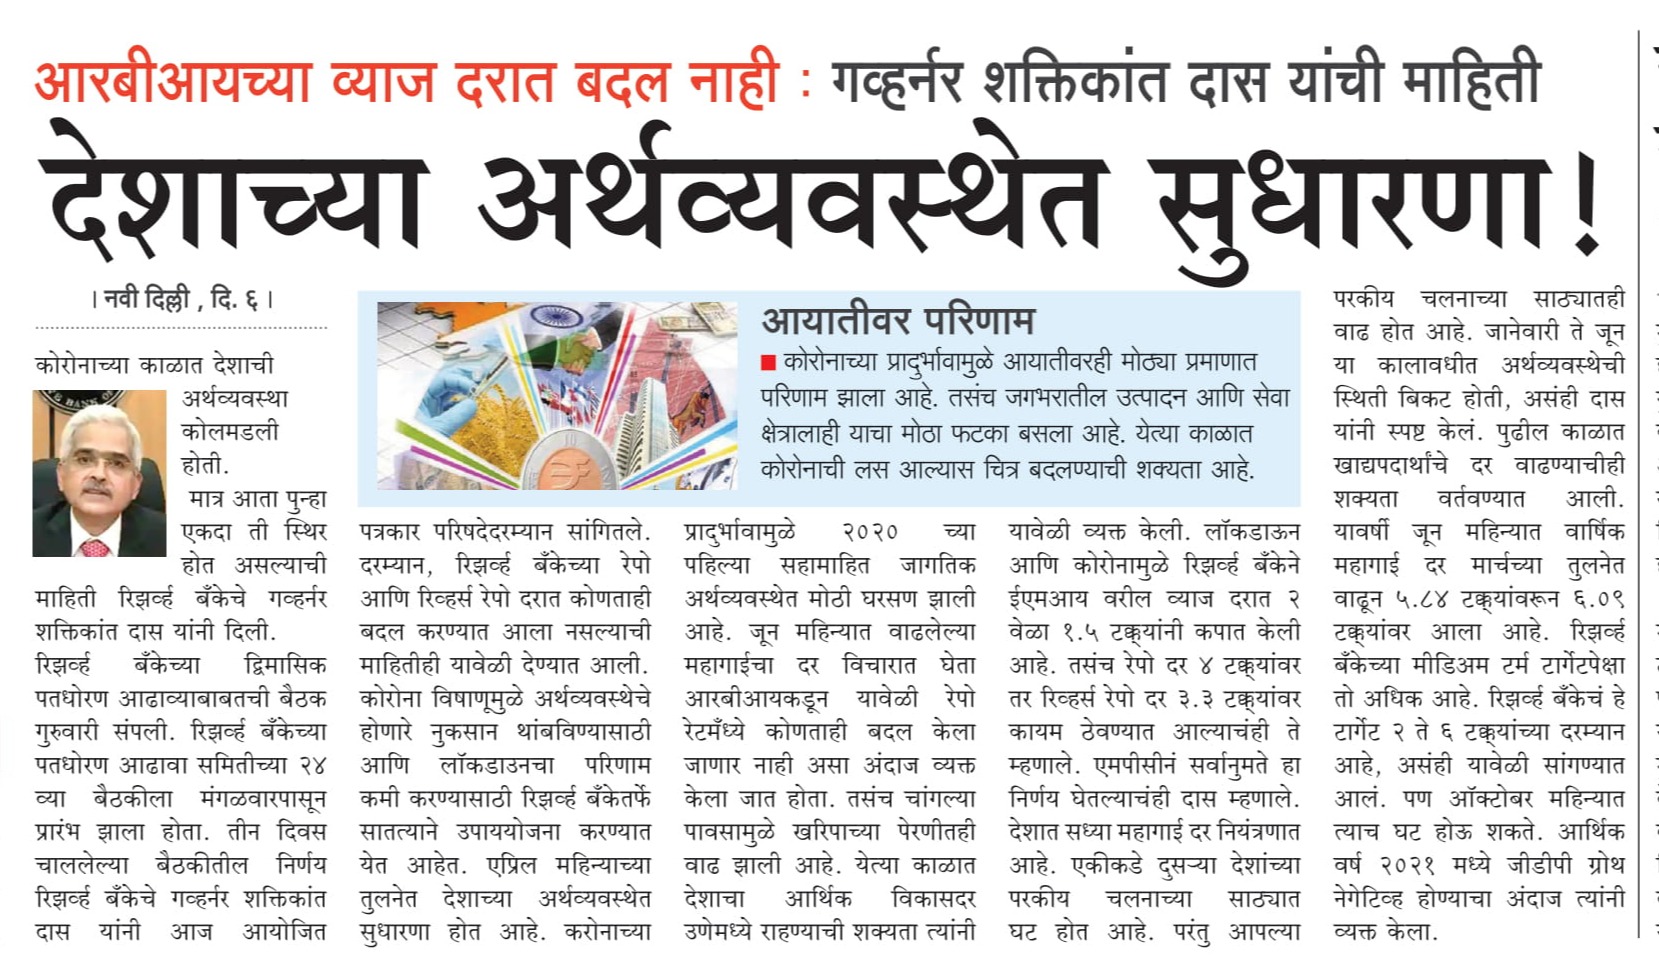 आरबीआयच्या व्याज दरात बदल नाही : गव्हर्नर शक्तिकांत दास यांची माहिती
देशाच्या अर्थव्यवस्थेत सुधारणा!
। नवी दिल्ली , दि. ६ ।
कोरोनाच्या काळात देशाची
अर्थव्यवस्था
कोलमडली
होती.
मात्र आता पुन्हा
एकदा ती स्थिर
होत असल्याची
माहिती रिझर्व्ह बँकेचे गव्हर्नर
शक्तिकांत दास यांनी दिली.
रिझर्व्ह बँकेच्या द्विमासिक
पतधोरण आढाव्याबाबतची बैठक
गुरुवारी संपली. रिझर्व्ह बँकेच्या
पतधोरण आढावा समितीच्या २४
व्या बैठकीला मंगळवारपासून
प्रारंभ झाला होता. तीन दिवस
चाललेल्या बैठकीतील निर्णय
रिझर्व्ह बँकेचे गव्हर्नर शक्तिकांत
दास यांनी आज आयोजित
आयातीवर परिणाम
कोरोनाच्या प्रादुर्भावामुळे आयातीवरही मोठ्या प्रमाणात
परिणाम झाला आहे. तसंच जगभरातील उत्पादन आणि सेवा
क्षेत्रालाही याचा मोठा फटका बसला आहे. येत्या काळात
कोरोनाची लस आल्यास चित्र बदलण्याची शक्यता आहे.
पत्रकार परिषदेदरम्यान सांगितले.
दरम्यान, रिझर्व्ह बँकेच्या रेपो
आणि रिव्हर्स रेपो दरात कोणताही
बदल करण्यात आला नसल्याची
माहितीही यावेळी देण्यात आली.
कोरोना विषाणूमुळे अर्थव्यवस्थेचे
होणारे नुकसान थांबविण्यासाठी
आणि लॉकडाउनचा परिणाम
कमी करण्यासाठी रिझर्व्ह बँकेतर्फे
सातत्याने उपाययोजना करण्यात
येत आहेत. एप्रिल महिन्याच्या
तुलनेत देशाच्या अर्थव्यवस्थेत
सुधारणा होत आहे. करोनाच्या
प्रादुर्भावामुळे २०२० च्या
पहिल्या सहामाहित जागतिक
अर्थव्यवस्थेत मोठी घरसण झाली
आहे. जून महिन्यात वाढलेल्या
महागाईचा दर विचारात घेता
आरबीआयकडून यावेळी रेपो
रेटमँध्ये कोणताही बदल केला
जाणार नाही असा अंदाज व्यक्त
केला जात होता. तसंच चांगल्या
पावसामुळे खरिपाच्या पेरणीतही
वाढ झाली आहे. येत्या काळात
देशाचा आर्थिक विकासदर
उणेमध्ये राहण्याची शक्यता त्यांनी
यावेळी व्यक्त केली. लॉकडाऊन
आणि कोरोनामुळे रिझर्व्ह बँकेने
ईएमआय वरील व्याज दरात २
वेळा १.५ टक्क्यांनी कपात केली
आहे. तसंच रेपो दर ४ टक्क्यांवर
तर रिव्हर्स रेपो दर ३.३ टक्क्यांवर
कायम ठेवण्यात आल्याचंही ते
म्हणाले. एमपीसीनं सर्वानुमते हा
निर्णय घेतल्याचंही दास म्हणाले.
देशात सध्या महागाई दर नियंत्रणात
आहे. एकीकडे दुसऱ्या देशांच्या
परकीय चलनाच्या साठ्यात
घट होत आहे. परंतु आपल्या
परकीय चलनाच्या साठ्यातही
वाढ होत आहे. जानेवारी ते जून
या कालावधीत अर्थव्यवस्थेची
स्थिती बिकट होती, असंही दास
यांनी स्पष्ट केलं. पुढील काळात
खाद्यपदार्थांचे दर वाढण्याचीही
शक्यता वर्तवण्यात आली.
यावर्षी जून महिन्यात वार्षिक
महागाई दर मार्चच्या तुलनेत
वाढून ५.८४ टक्क्यांवरून ६.०९
टक्क्यांवर आला आहे. रिझर्व्ह
बँकेच्या मीडिअम टर्म टार्गेटपेक्षा
तो अधिक आहे. रिझर्व्ह बँकेचं हे
टार्गेट २ ते ६ टक्क्यांच्या दरम्यान
आहे, असंही यावेळी सांगण्यात
आलं. पण ऑक्टोबर महिन्यात
त्याच घट होऊ शकते. आर्थिक
वर्ष २०२१ मध्ये जीडीपी ग्रोथ
नेगेटिव्ह होण्याचा अंदाज त्यांनी
व्यक्त केला.